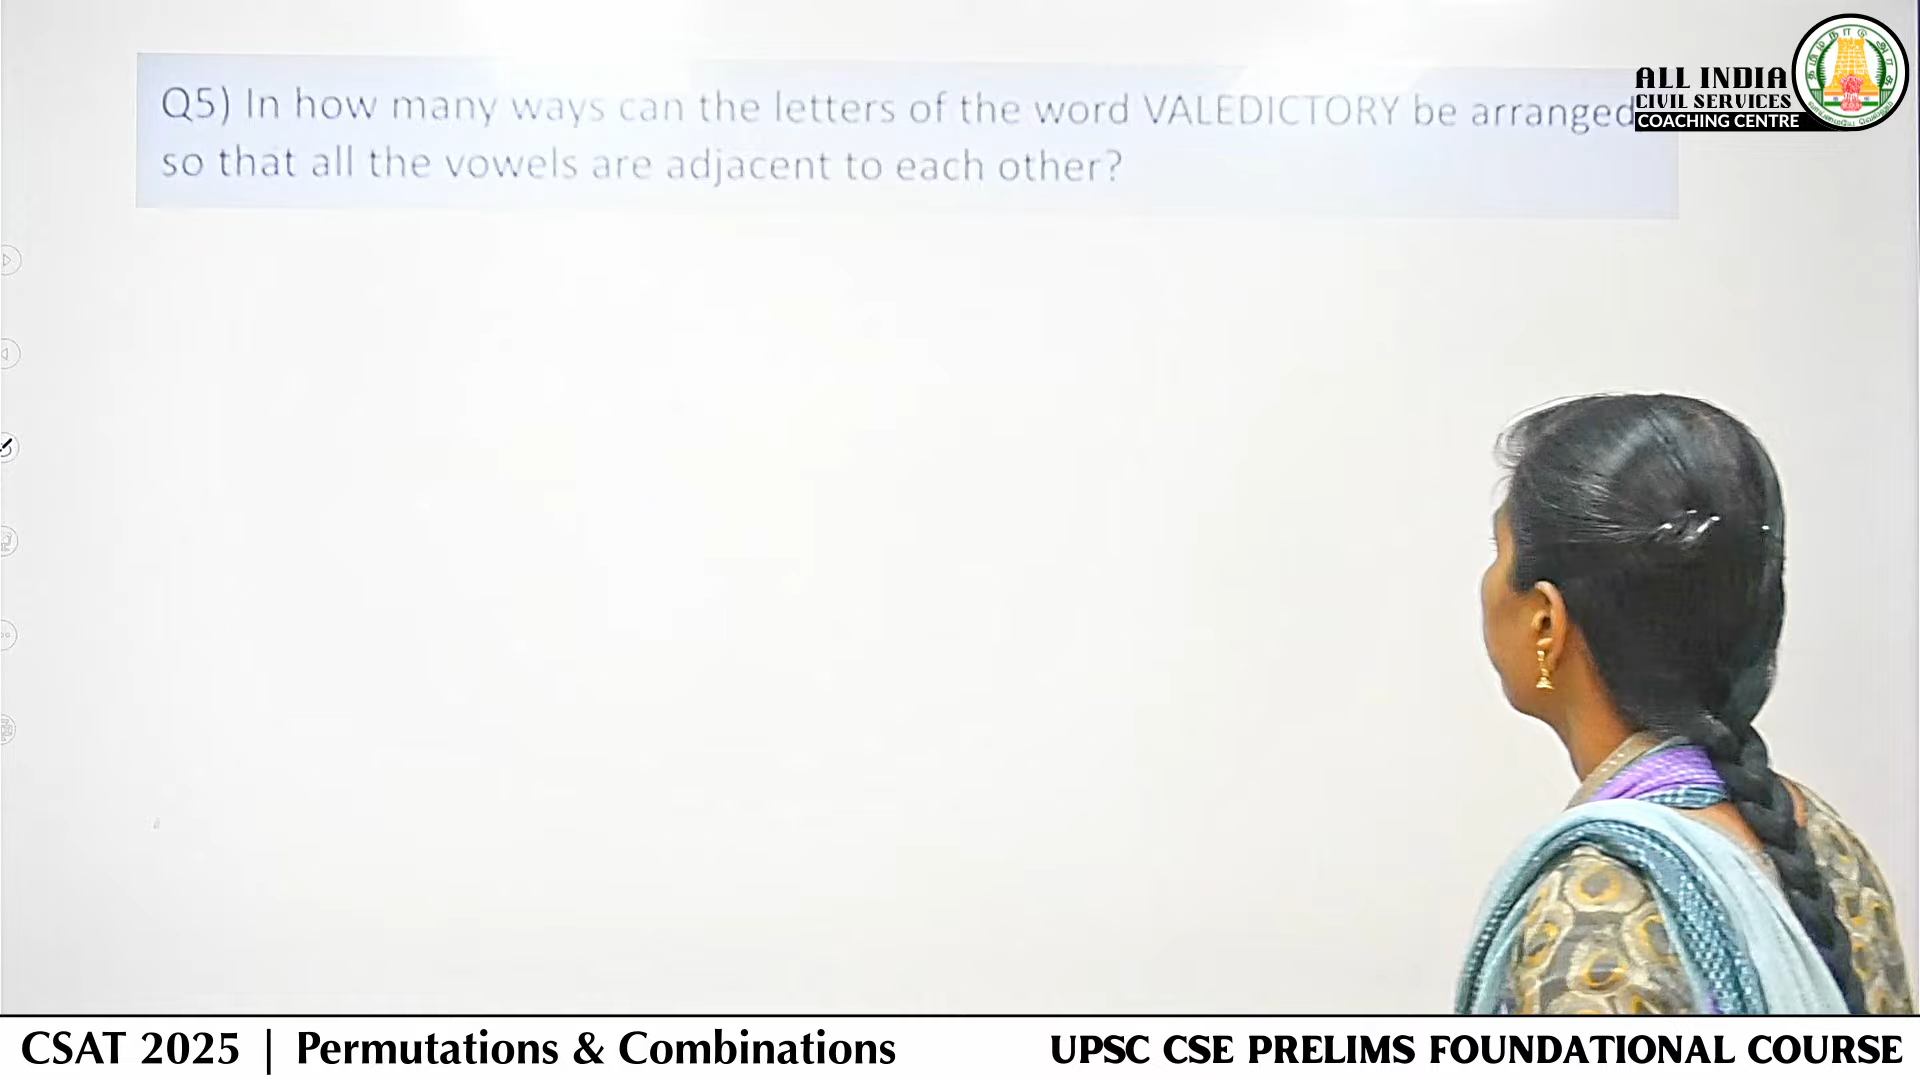 Q5) In how many ways can the letters of the word VALEDICTORY be arranged
so that all the vowels are adjacent to each other?
ALL INDIA
CIVIL SERVICES
COACHING CENTRE
CSAT 2025 | Permutations & Combinations
UPSC CSE PRELIMS FOUNDATIONAL COURSE